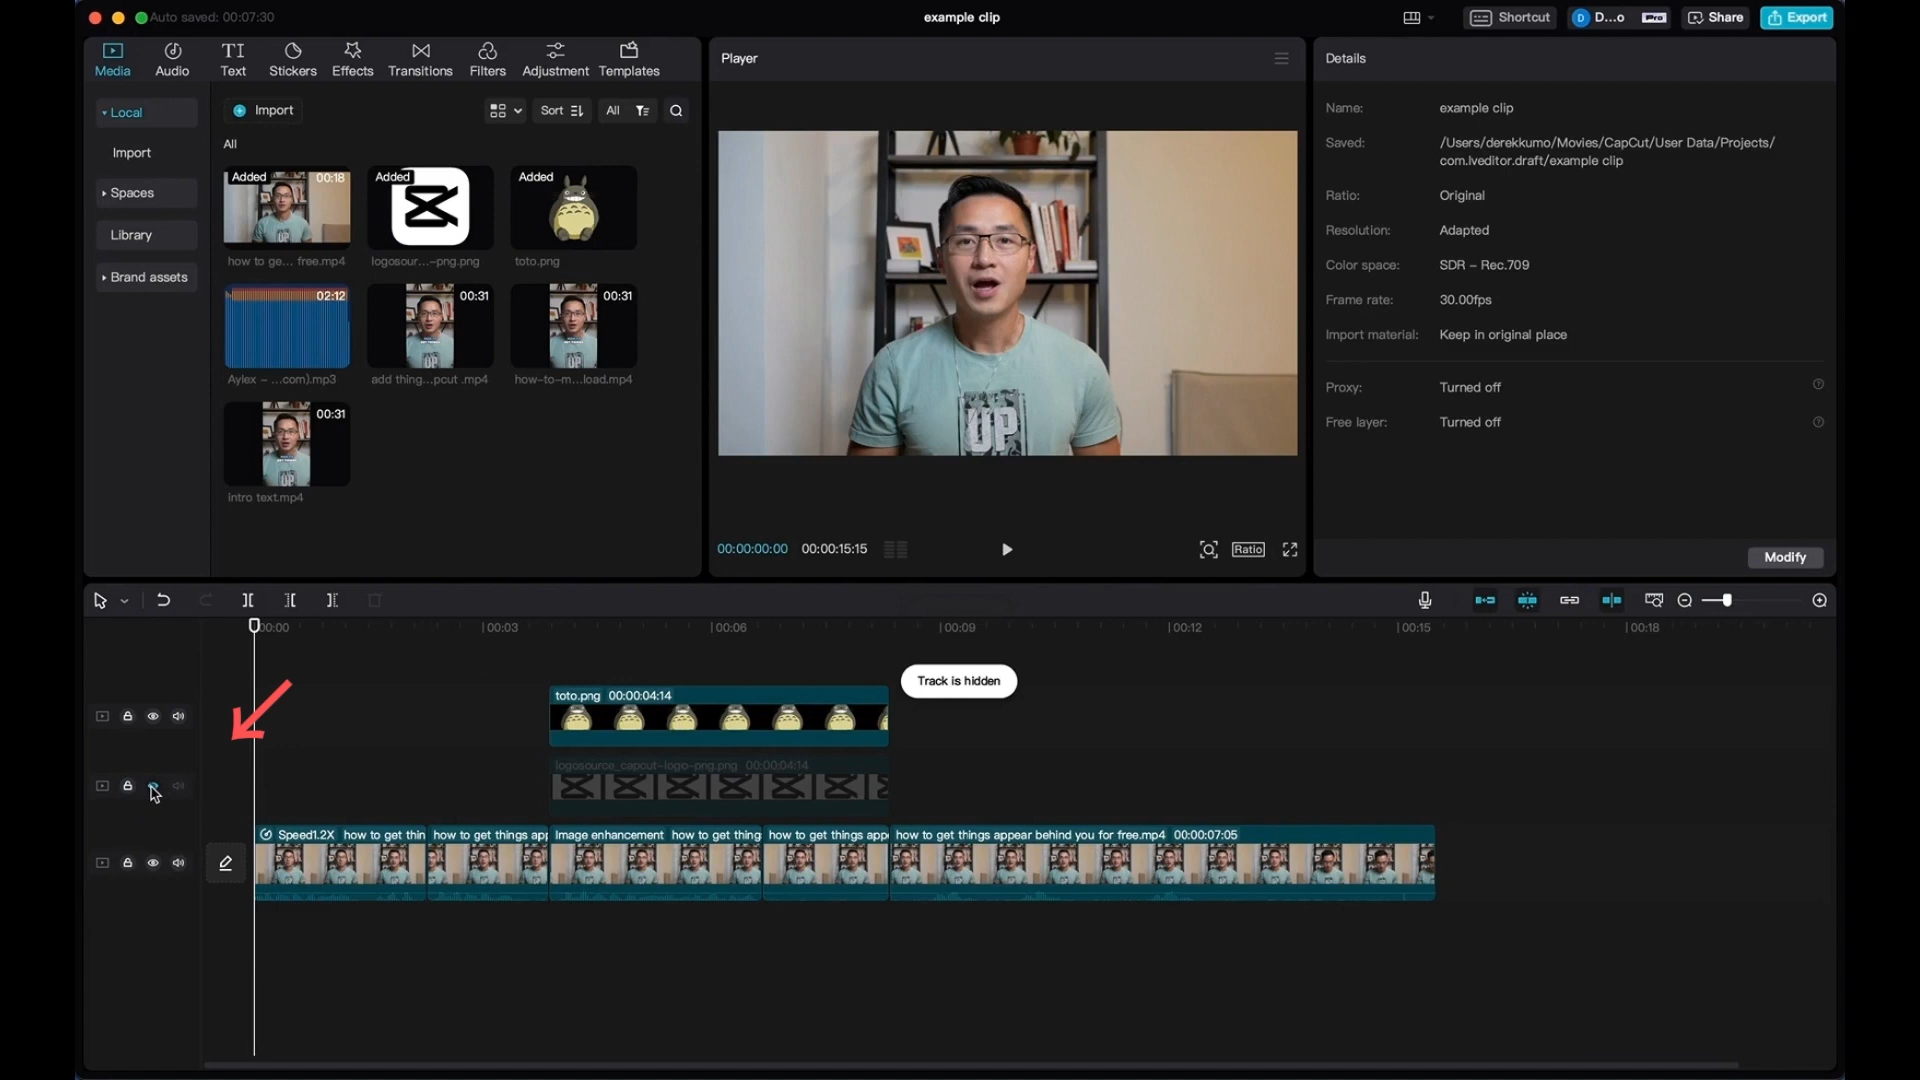 Auto saved: 00:07:30
example clip
Shortcut
D...o
Pro
Share
Export
Media
Audio
TI
Text
Stickers
Effects
Transitions
Filters
Adjustment
Templates
Local
Import
Spaces
Library
Brand assets
Import
Sort
All
All
Added
00:18
how to ge... free.mp4
Added
logosour...-png.png
Added
toto.png
02:12
Aylex - ...com).mp3
00:31
add thing...pcut .mp4
00:31
how-to-m...load.mp4
00:31
intro text.mp4
Player
UP
00:00:00:00
00:00:15:15
Ratio
Details
Name:
example clip
Saved:
/Users/derekkumo/Movies/CapCut/User Data/Projects/
com.lveditor.draft/example clip
Ratio:
Original
Resolution:
Adapted
Color space:
SDR - Rec.709
Frame rate:
30.00fps
Import material:
Keep in original place
Proxy:
Turned off
Free layer:
Turned off
Modify
00:00
00:03
00:06
00:09
00:12
00:15
00:18
Track is hidden
toto.png 00:00:04:14
logosource_capcut-logo-png.png 00:00:04:14
Speed1.2X how to get thin
how to get things app
Image enhancement how to get thing
how to get things appe
how to get things appear behind you for free.mp4 00:00:07:05